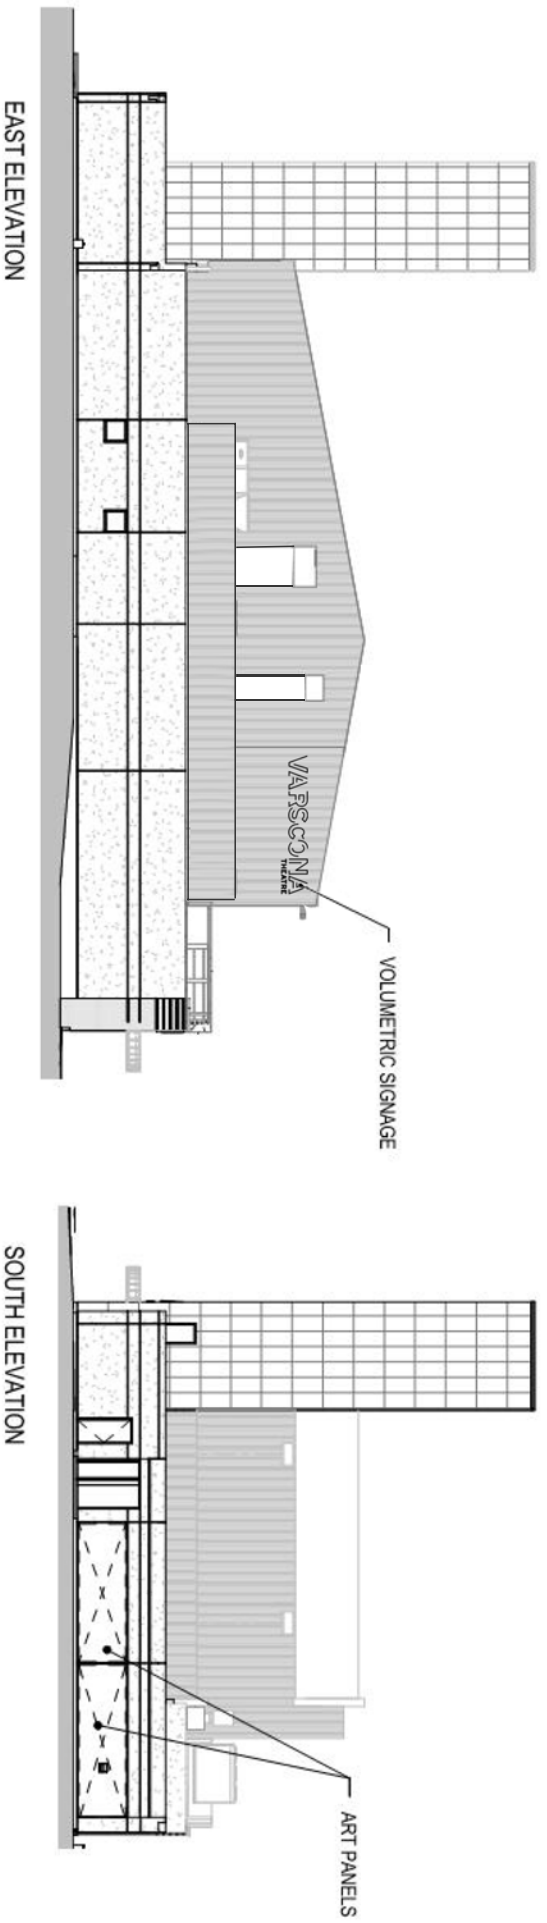 VARSCONA
THEATRE
VOLUMETRIC SIGNAGE
EAST ELEVATION
ART PANELS
SOUTH ELEVATION